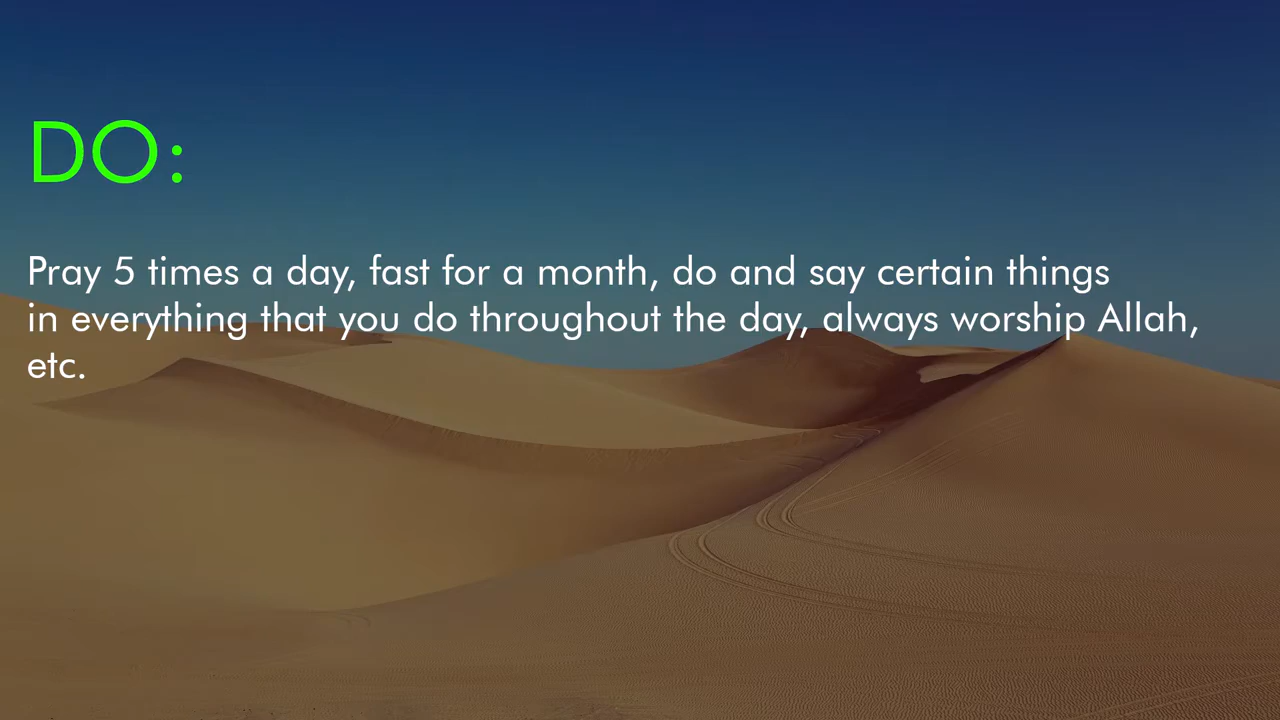 DO:
Pray 5 times a day, fast for a month, do and say certain things
in everything that you do throughout the day, always worship Allah,
etc.